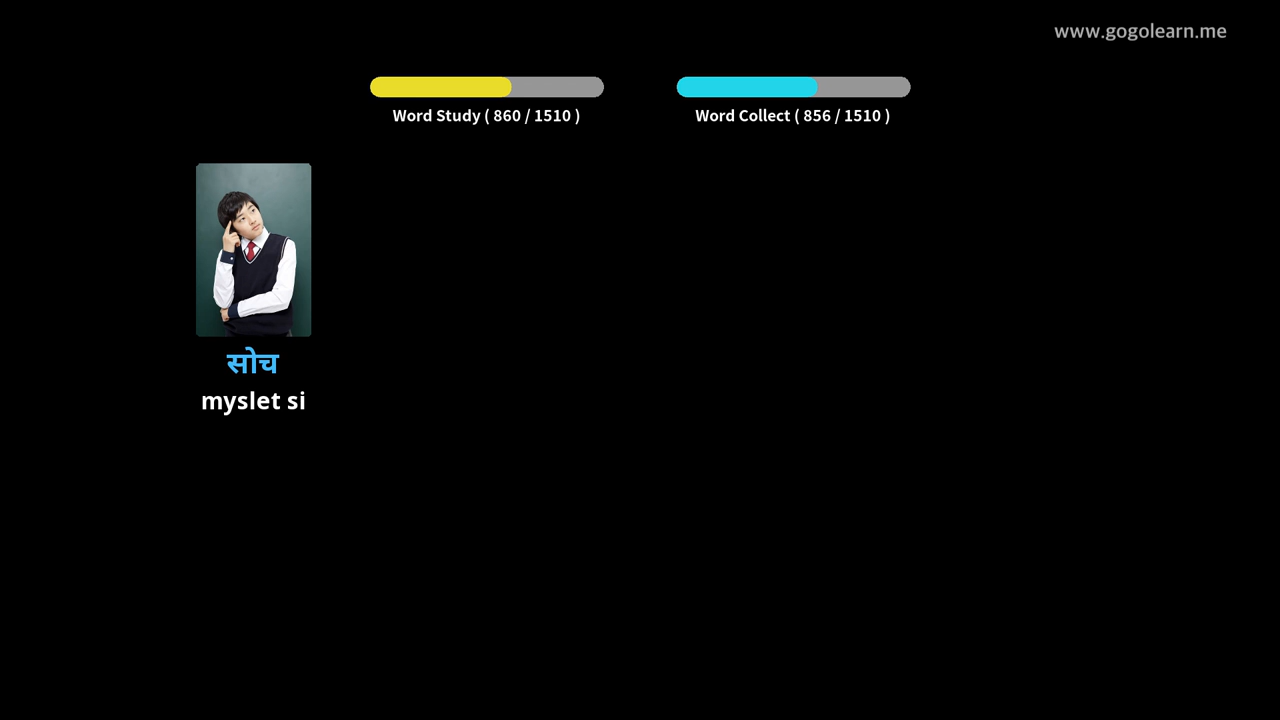 www.gogolearn.me
Word Study ( 860 / 1510 )
Word Collect ( 856 / 1510 )
सोच
myslet si